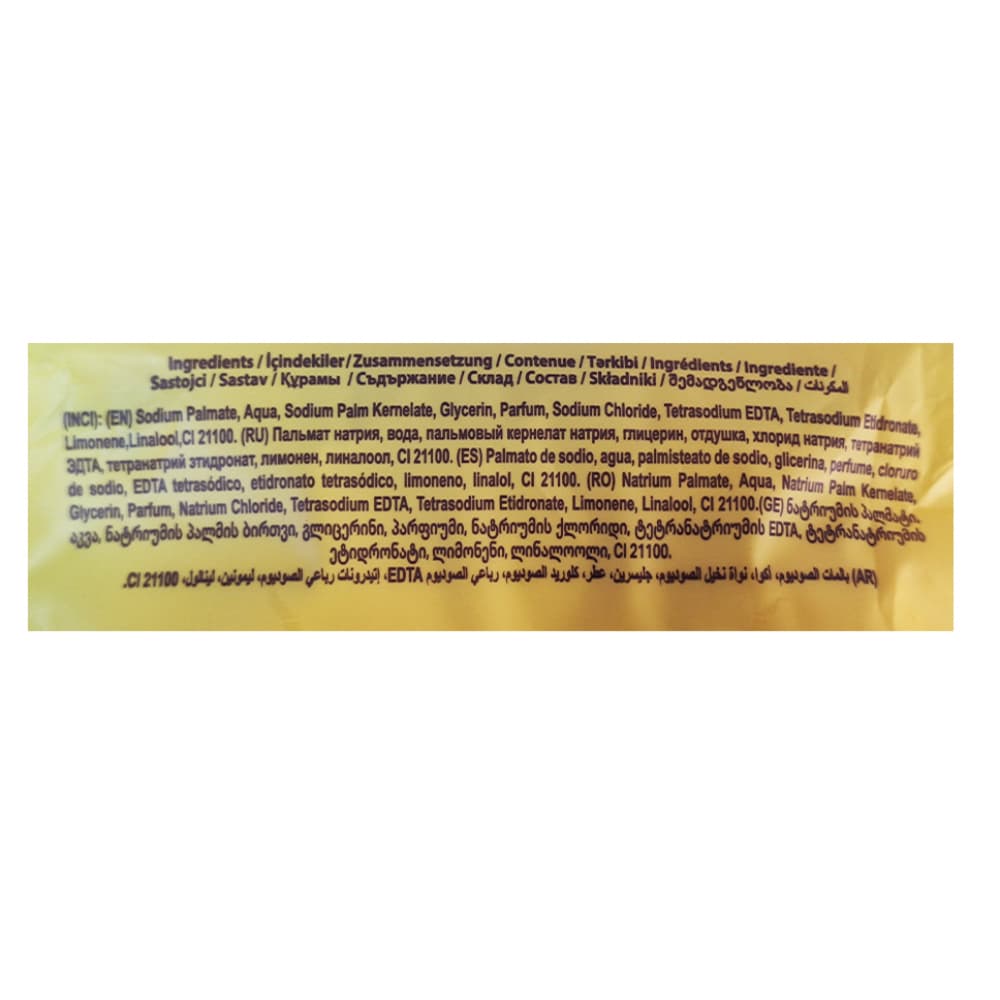 Ingredients / İçindekiler / Zusammensetzung / Contenue / Tərkibi / Ingrédients / Ingrediente /
Sastojci / Sastav / Құрамы / Съдържание / Склад / Состав / Składniki / შემადგენლობა / المكونات
(INCI): (EN) Sodium Palmate, Aqua, Sodium Palm Kernelate, Glycerin, Parfum, Sodium Chloride, Tetrasodium EDTA, Tetrasodium Etidronate,
Limonene,Linalool,CI 21100. (RU) Пальмат натрия, вода, пальмовый кернелат натрия, глицерин, отдушка, хлорид натрия, тетранатрий
ЭДТА, тетранатрий этидронат, лимонен, линалоол, CI 21100. (ES) Palmato de sodio, agua, palmisteato de sodio, glicerina, perfume, cloruro
de sodio, EDTA tetrasódico, etidronato tetrasódico, limoneno, linalol, CI 21100. (RO) Natrium Palmate, Aqua, Natrium Palm Kernelate,
Glycerin, Parfum, Natrium Chloride, Tetrasodium EDTA, Tetrasodium Etidronate, Limonene, Linalool, CI 21100.(GE) ნატრიუმის პალმატი.
აკვა, ნატრიუმის პალმის ბირთვი, გლიცერინი, პარფიუმი, ნატრიუმის ქლორიდი, ტეტრანატრიუმის EDTA, ტეტრანატრიუმის
ეტიდრონატი, ლიმონენი, ლინალოოლი, CI 21100.
(AR) بالمات الصوديوم، أكوا، نواة نخيل الصوديوم، جليسرين، عطر، كلوريد الصوديوم، رباعي الصوديوم EDTA، إتيدرونات رباعي الصوديوم، ليمونين، لينالول، CI 21100.